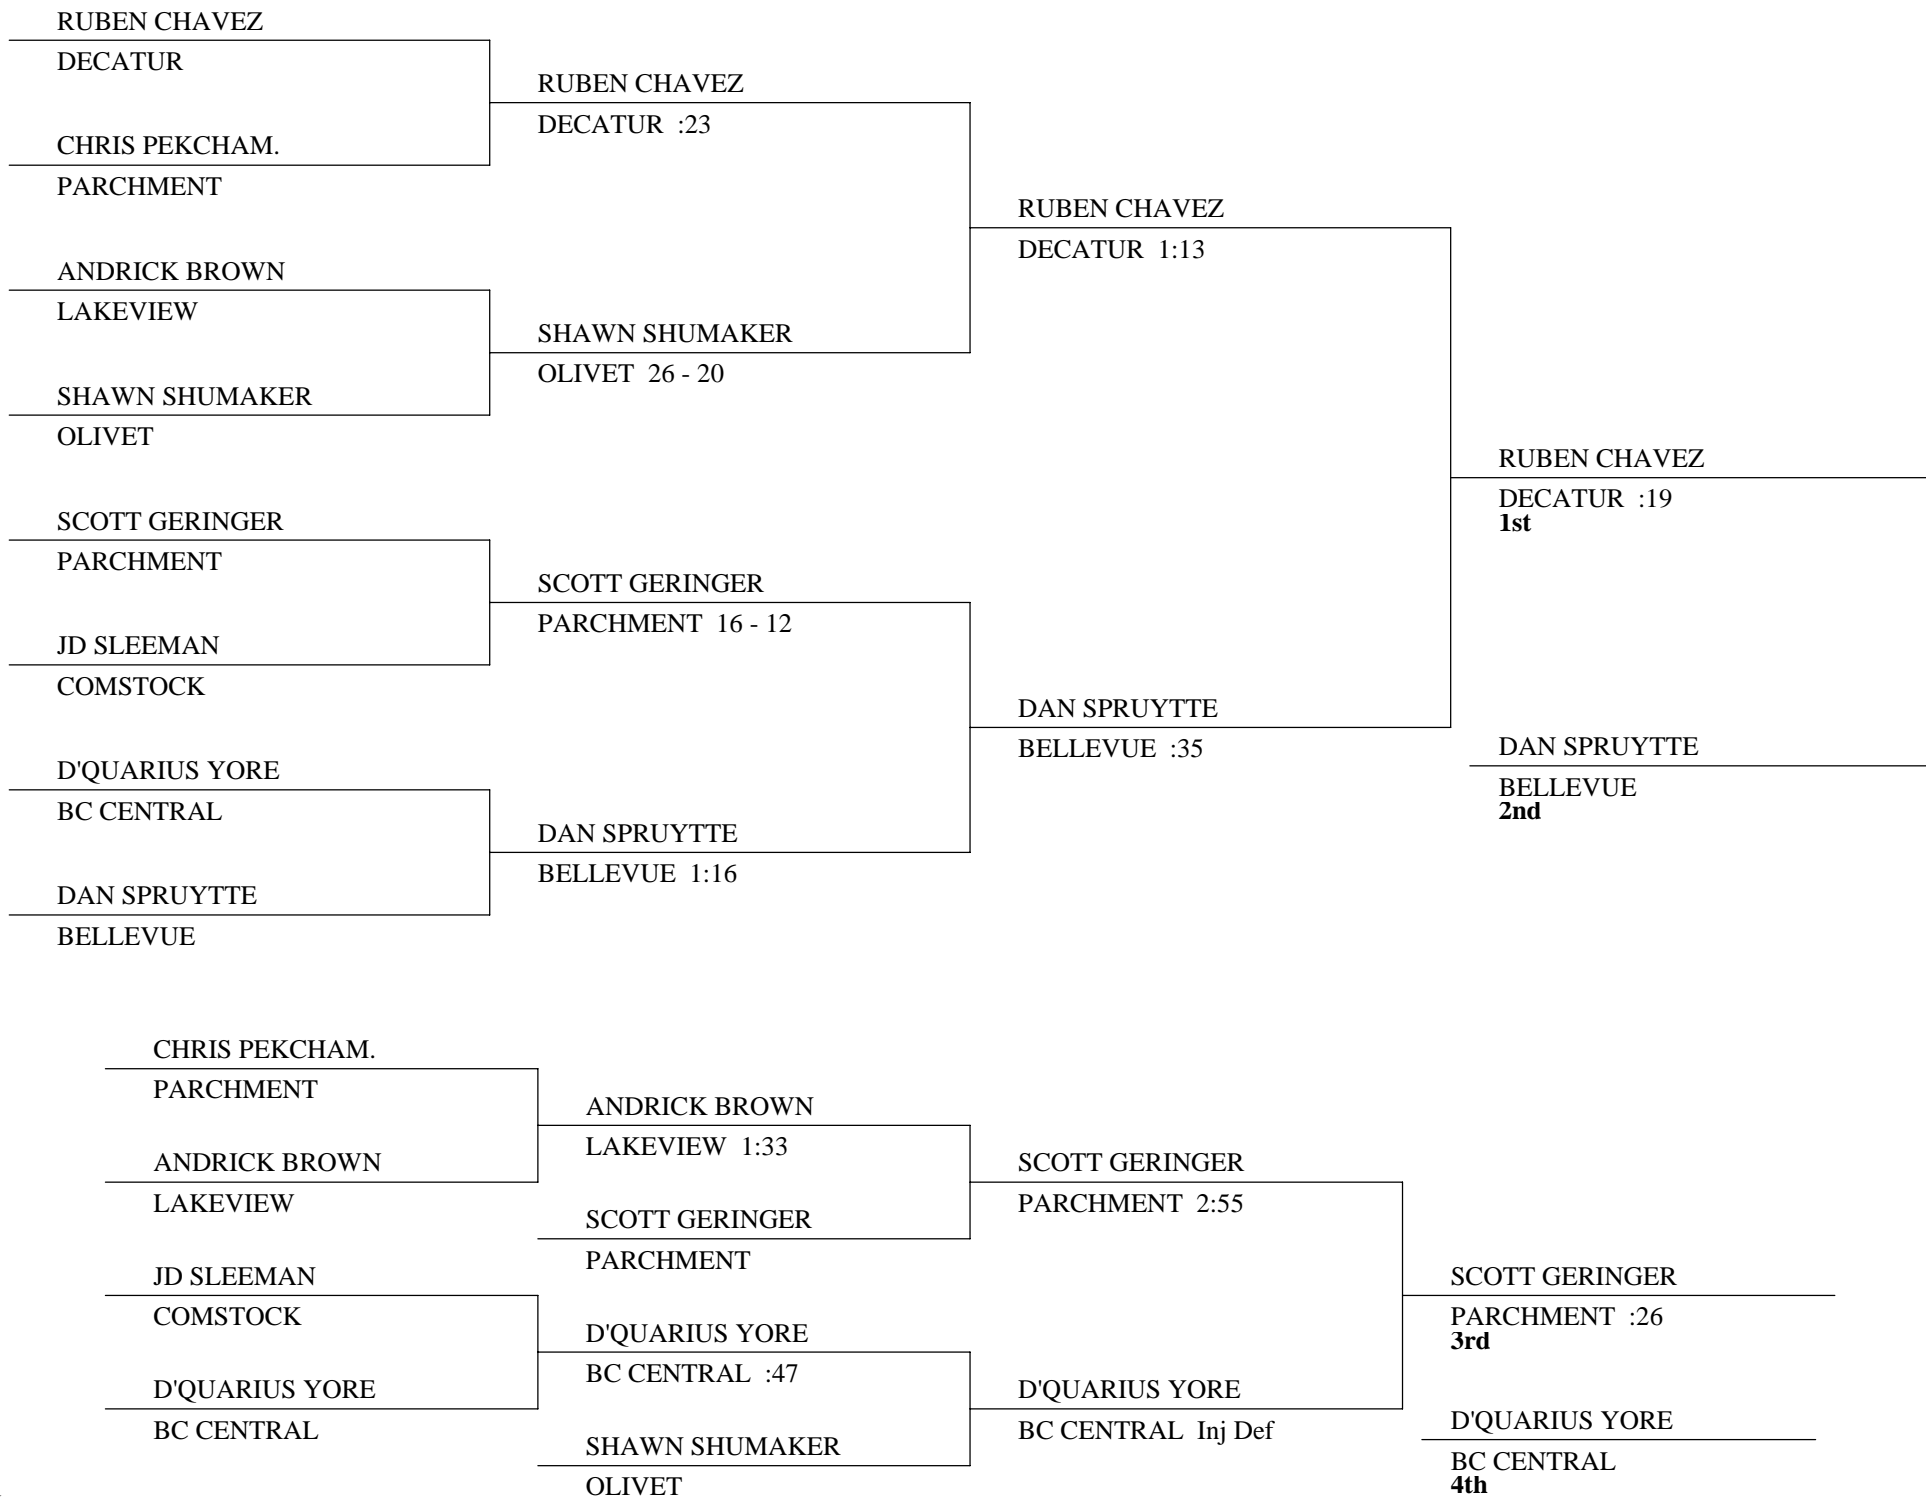 RUBEN CHAVEZ
DECATUR
CHRIS PEKCHAM.
PARCHMENT
ANDRICK BROWN
LAKEVIEW
SHAWN SHUMAKER
OLIVET
SCOTT GERINGER
PARCHMENT
JD SLEEMAN
COMSTOCK
D'QUARIUS YORE
BC CENTRAL
DAN SPRUYTTE
BELLEVUE
RUBEN CHAVEZ
DECATUR :23
SHAWN SHUMAKER
OLIVET 26 - 20
SCOTT GERINGER
PARCHMENT 16 - 12
DAN SPRUYTTE
BELLEVUE 1:16
RUBEN CHAVEZ
DECATUR 1:13
DAN SPRUYTTE
BELLEVUE :35
RUBEN CHAVEZ
DECATUR :19
1st
DAN SPRUYTTE
BELLEVUE
2nd
CHRIS PEKCHAM.
PARCHMENT
ANDRICK BROWN
LAKEVIEW
JD SLEEMAN
COMSTOCK
D'QUARIUS YORE
BC CENTRAL
ANDRICK BROWN
LAKEVIEW 1:33
SCOTT GERINGER
PARCHMENT
D'QUARIUS YORE
BC CENTRAL :47
SHAWN SHUMAKER
OLIVET
SCOTT GERINGER
PARCHMENT 2:55
D'QUARIUS YORE
BC CENTRAL Inj Def
SCOTT GERINGER
PARCHMENT :26
3rd
D'QUARIUS YORE
BC CENTRAL
4th